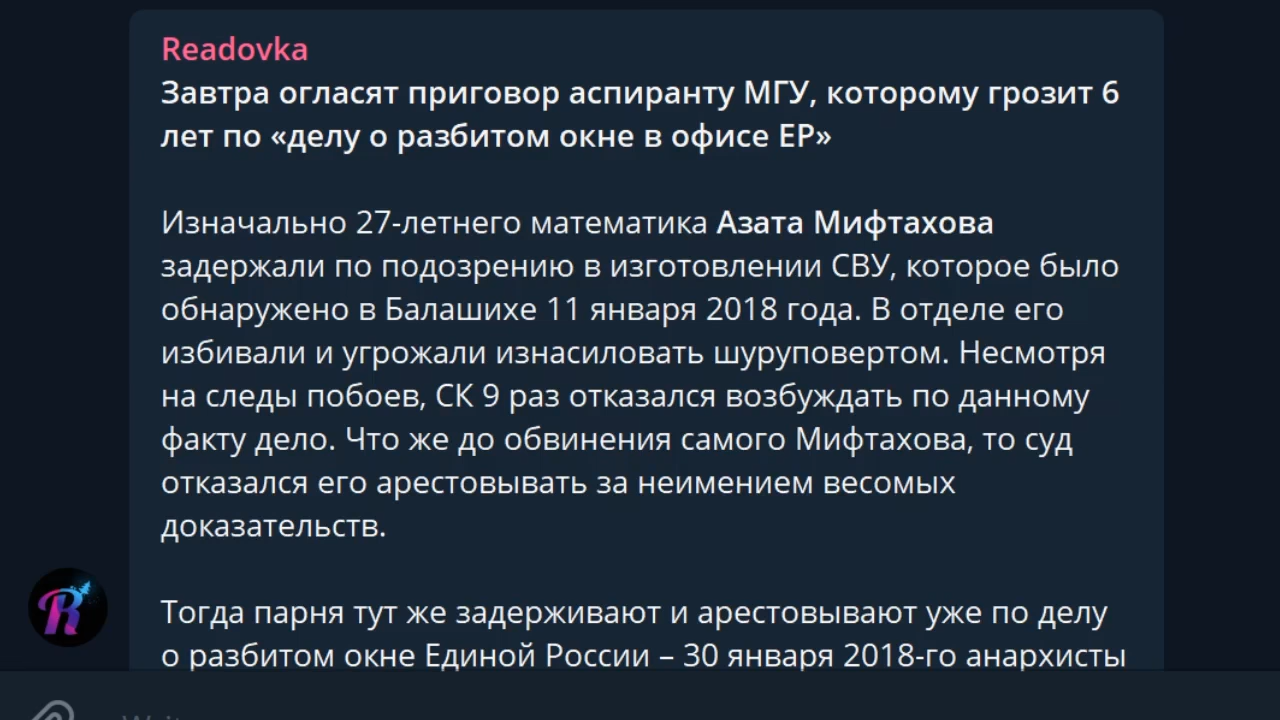 Readovka
Завтра огласят приговор аспиранту МГУ, которому грозит 6
лет по «делу о разбитом окне в офисе ЕР»
Изначально 27-летнего математика Азата Мифтахова
задержали по подозрению в изготовлении СВУ, которое было
обнаружено в Балашихе 11 января 2018 года. В отделе его
избивали и угрожали изнасиловать шуруповертом. Несмотря
на следы побоев, СК 9 раз отказался возбуждать по данному
факту дело. Что же до обвинения самого Мифтахова, то суд
отказался его арестовывать за неимением весомых
доказательств.
Тогда парня тут же задерживают и арестовывают уже по делу
о разбитом окне Единой России – 30 января 2018-го анархисты